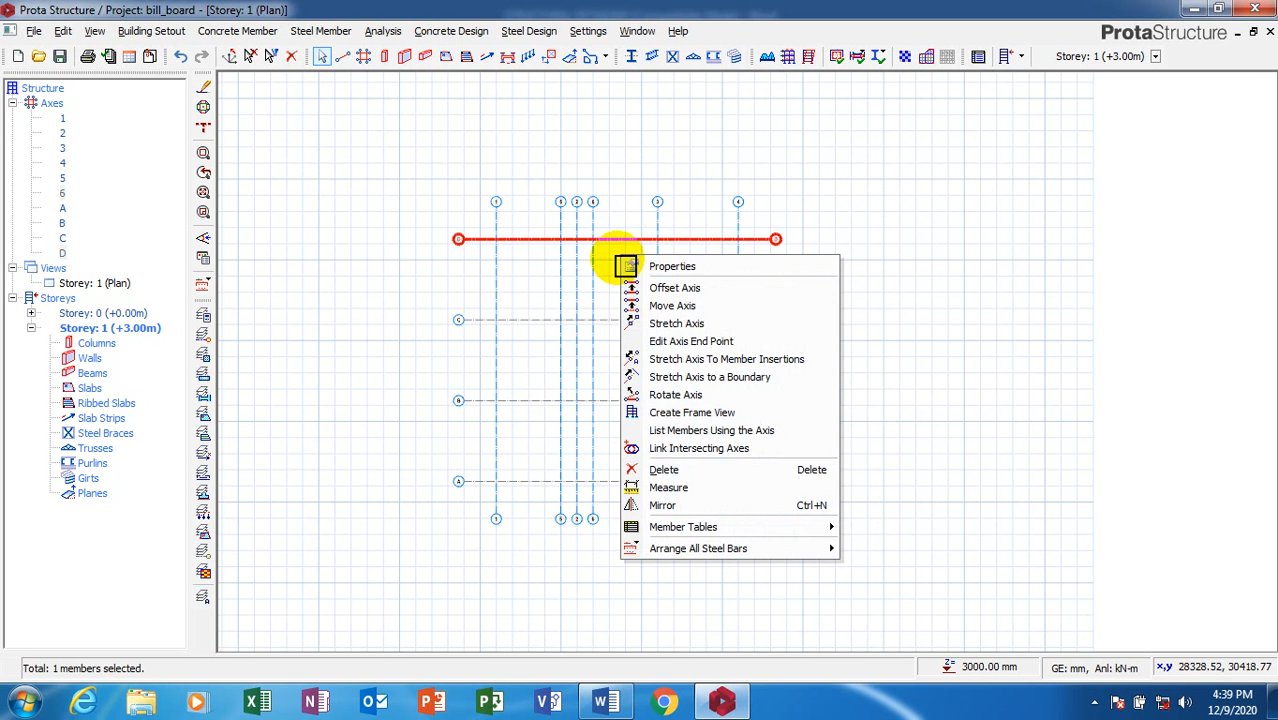 Prota Structure / Project: bill_board - [Storey: 1 (Plan)]
File Edit View Building Setout Concrete Member Steel Member Analysis Concrete Design Steel Design Settings Window Help
ProtaStructure
Storey: 1 (+3.00m)
Structure
Axes
1
2
3
4
5
6
A
B
C
D
Views
Storey: 1 (Plan)
Storeys
Storey: 0 (+0.00m)
Storey: 1 (+3.00m)
Columns
Walls
Beams
Slabs
Ribbed Slabs
Slab Strips
Steel Braces
Trusses
Purlins
Girts
Planes
Properties
Offset Axis
Move Axis
Stretch Axis
Edit Axis End Point
Stretch Axis To Member Insertions
Stretch Axis to a Boundary
Rotate Axis
Create Frame View
List Members Using the Axis
Link Intersecting Axes
Delete Delete
Measure
Mirror Ctrl+N
Member Tables
Arrange All Steel Bars
Total: 1 members selected.
Z= 3000.00 mm
GE: mm, Anl: kN-m
x,y 28328.52, 30418.77
4:39 PM
12/9/2020